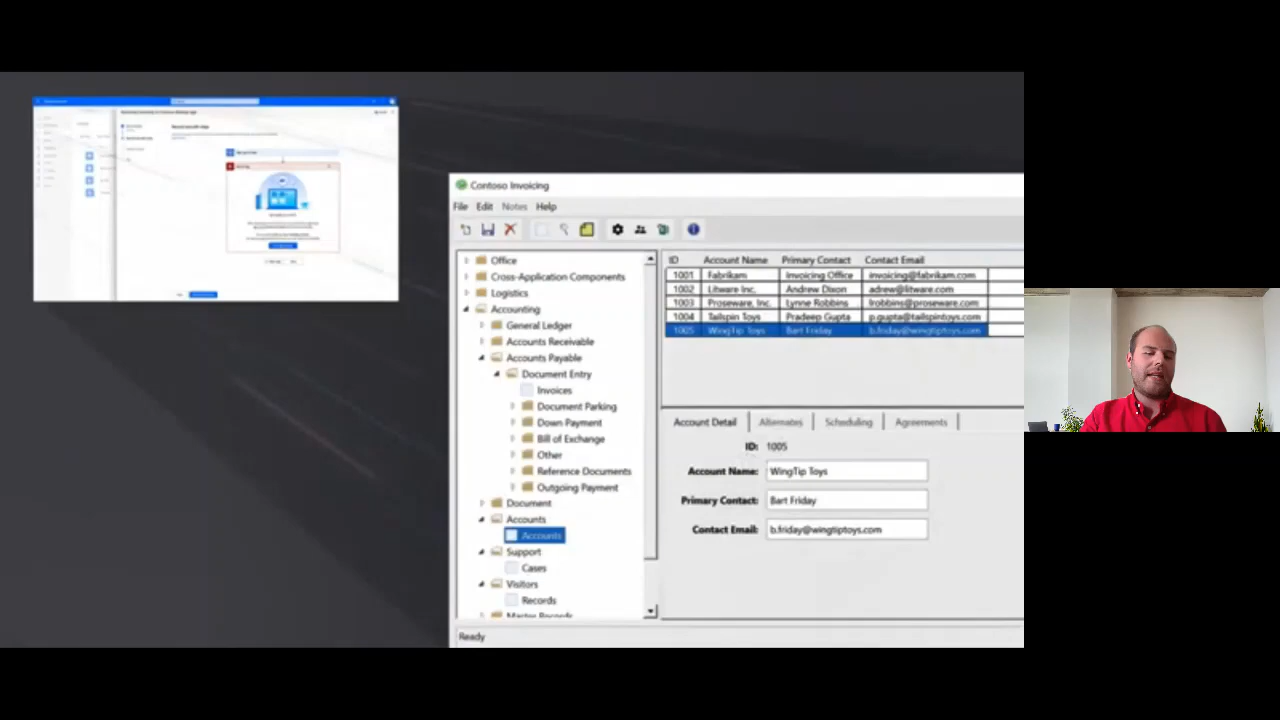 Contoso Invoicing
File Edit Notes Help
Office
Cross-Application Components
Logistics
Accounting
General Ledger
Accounts Receivable
Accounts Payable
Document Entry
Invoices
Document Parking
Down Payment
Bill of Exchange
Other
Reference Documents
Outgoing Payment
Document
Accounts
Accounts
Support
Cases
Visitors
Records
Master Records
Ready
ID Account Name Primary Contact Contact Email
1001 Fabrikam Invoicing Office invoicing@fabrikam.com
1002 Litware Inc. Andrew Dixon adrew@litware.com
1003 Proseware, Inc. Lynne Robbins lrobbins@proseware.com
1004 Tailspin Toys Pradeep Gupta p.gupta@tailspintoys.com
1005 WingTip Toys Bart Friday b.friday@wingtiptoys.com
Account Detail Alternates Scheduling Agreements
ID: 1005
Account Name: WingTip Toys
Primary Contact: Bart Friday
Contact Email: b.friday@wingtiptoys.com